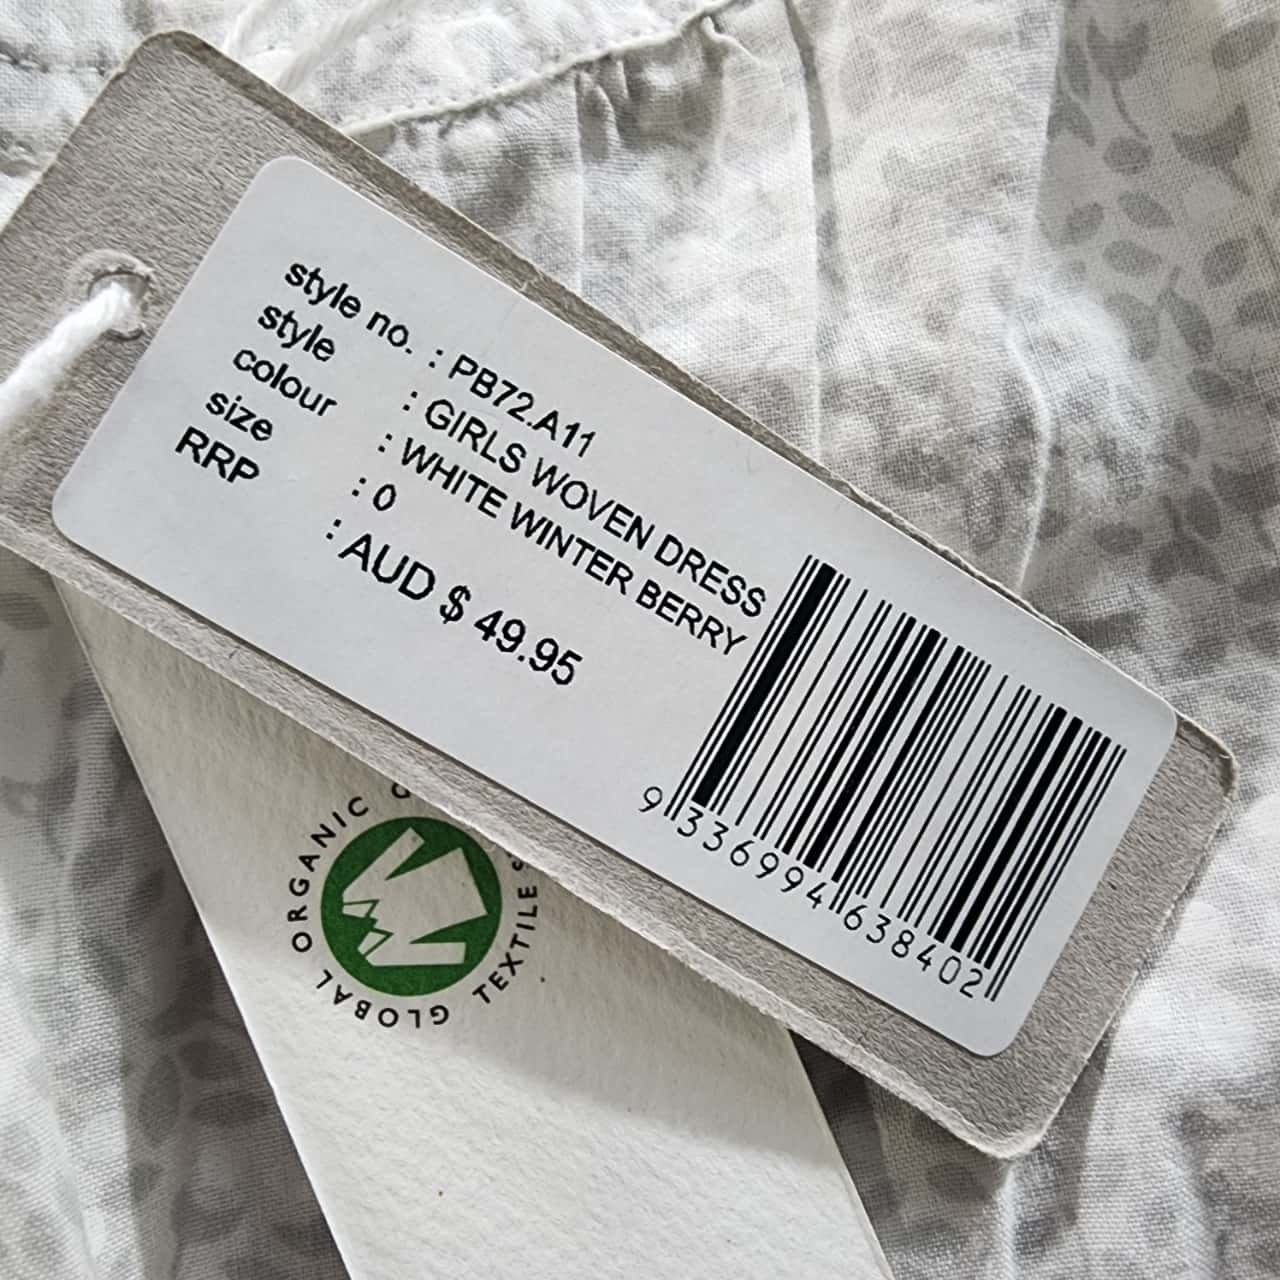 style no. : PB72.A11
style : GIRLS WOVEN DRESS
colour : WHITE WINTER BERRY
size : 0
RRP : AUD $ 49.95
9 336994 638402
GLOBAL ORGANIC TEXTILE